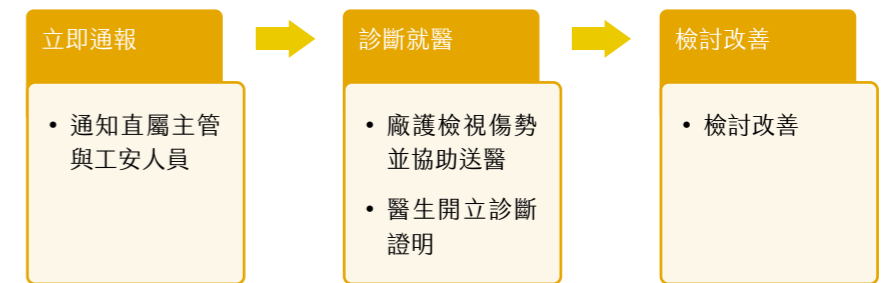 立即通報
• 通知直屬主管
與工安人員
診斷就醫
• 廠護檢視傷勢
並協助送醫
• 醫生開立診斷
證明
檢討改善
• 檢討改善